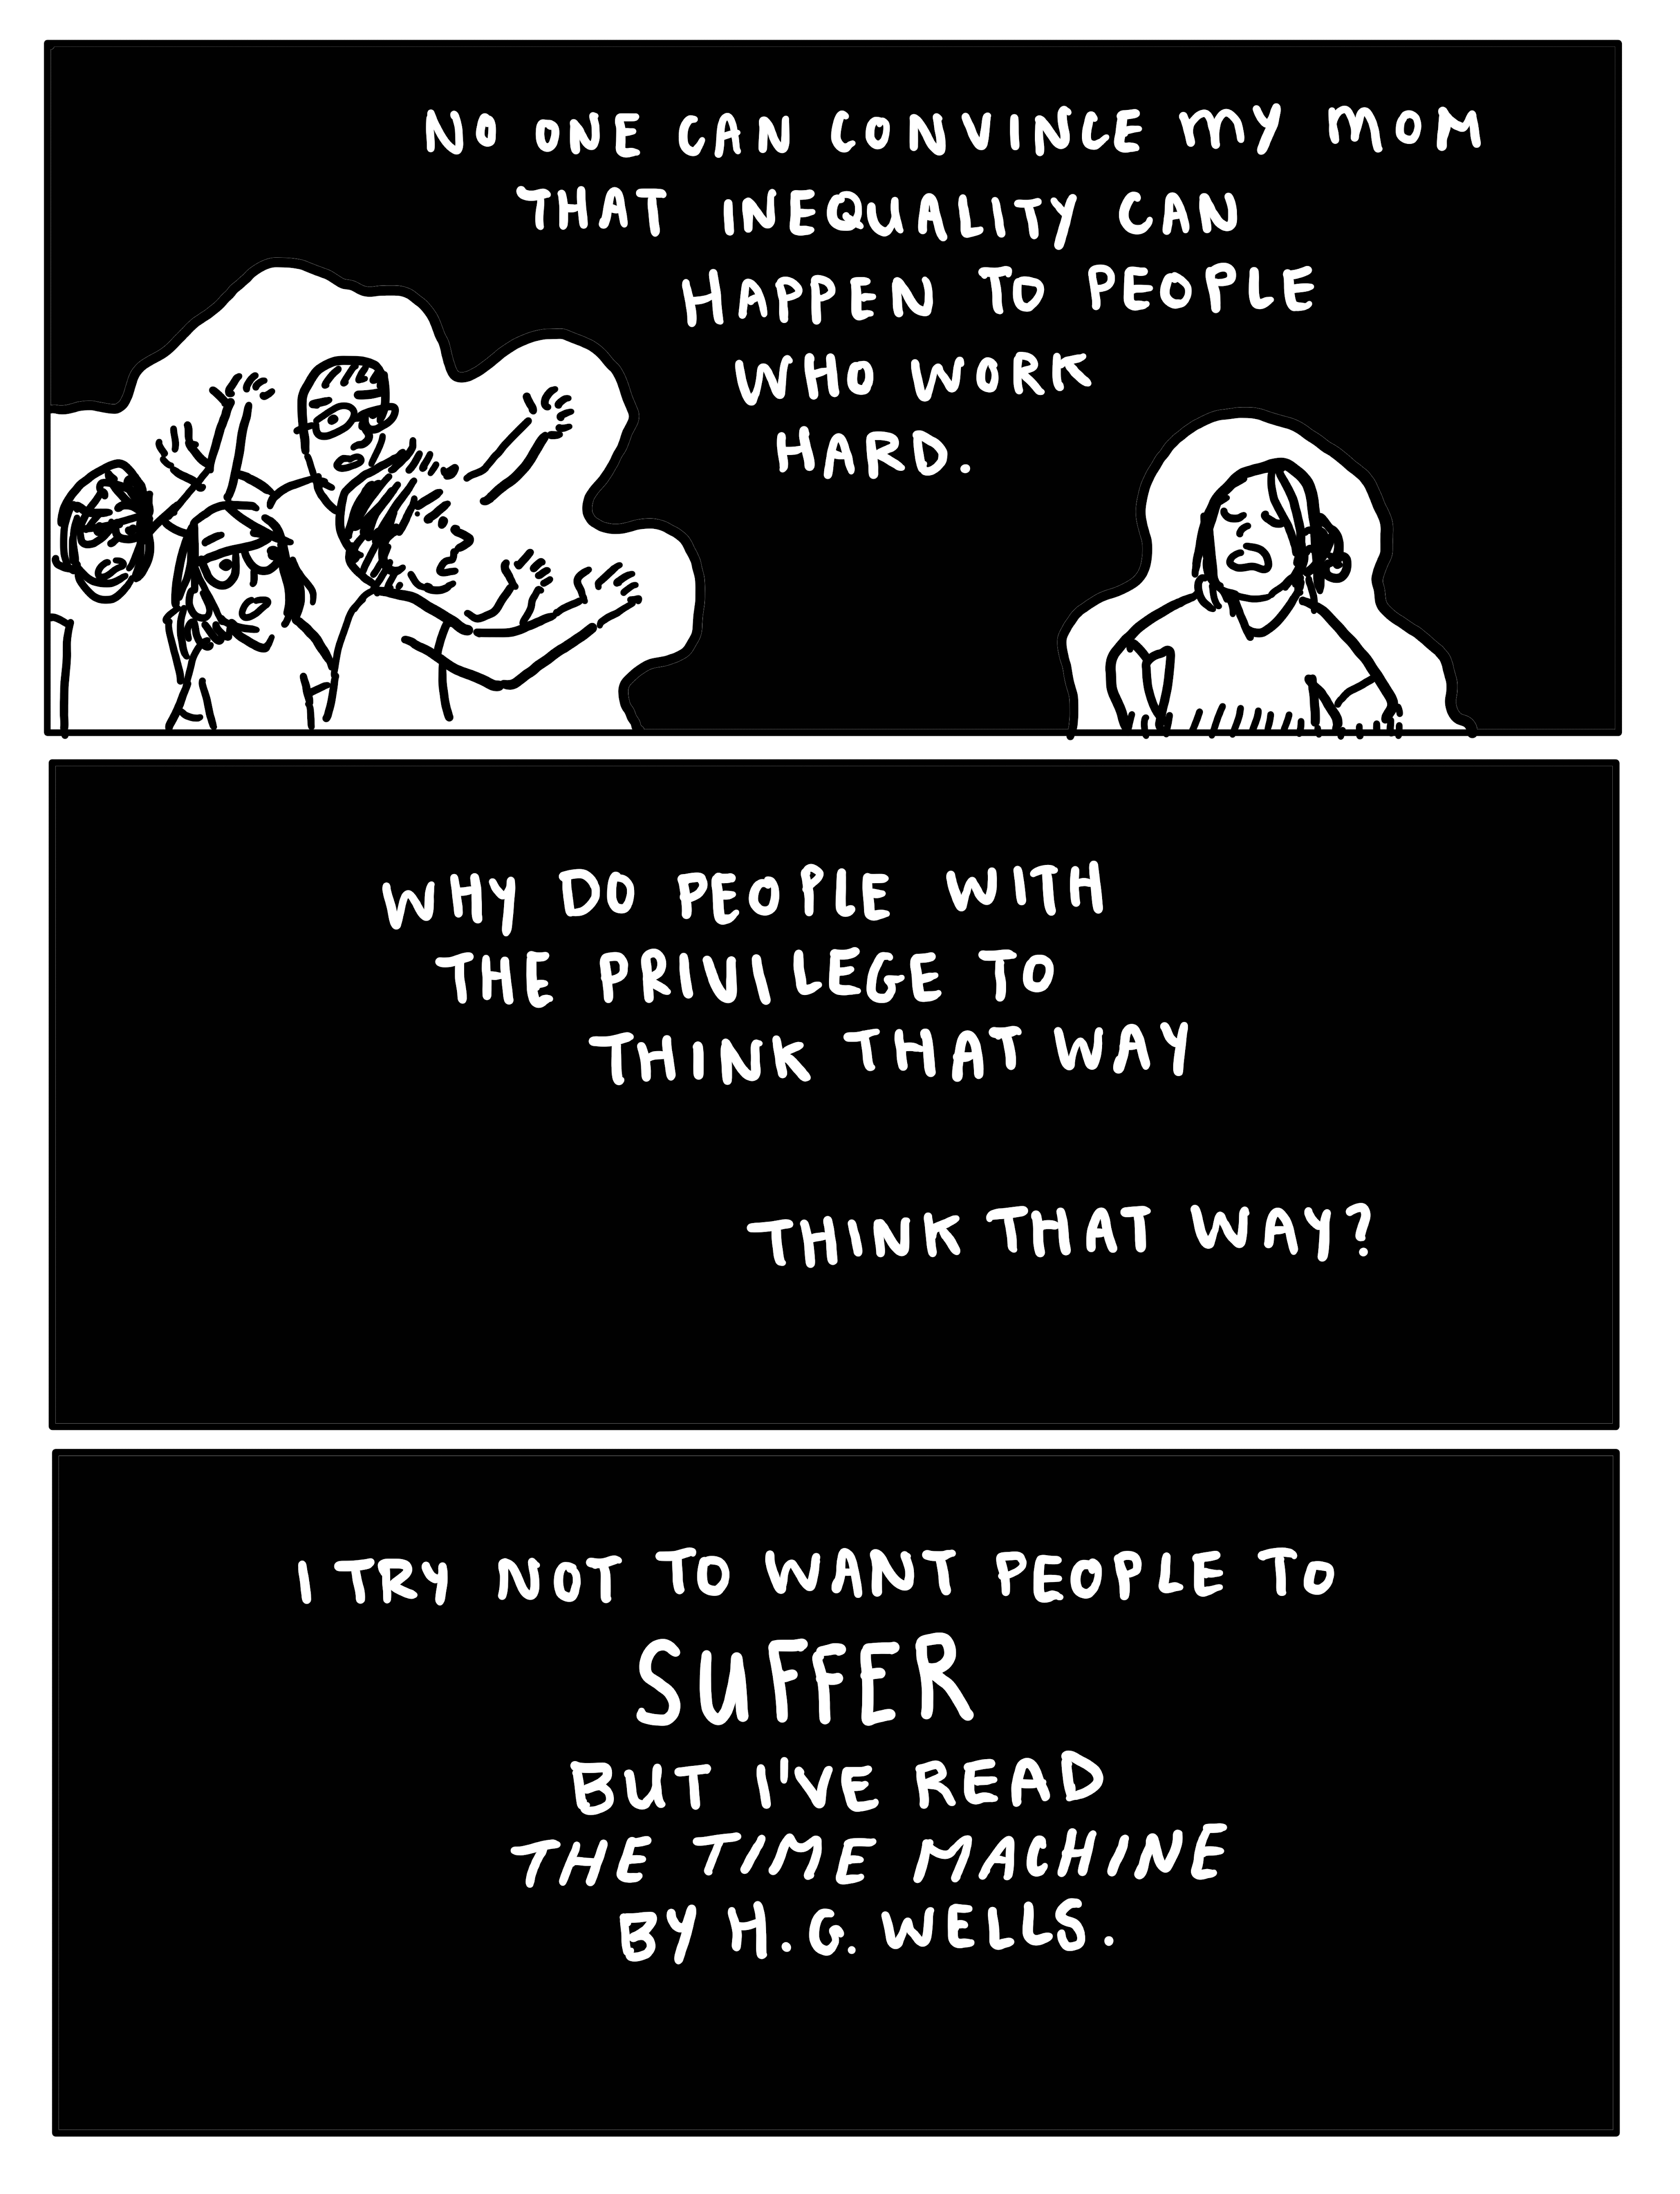 NO ONE CAN CONVINCE MY MOM
THAT INEQUALITY CAN
HAPPEN TO PEOPLE
WHO WORK
HARD.
WHY DO PEOPLE WITH
THE PRIVILEGE TO
THINK THAT WAY
THINK THAT WAY?
I TRY NOT TO WANT PEOPLE TO
SUFFER
BUT I'VE READ
THE TIME MACHINE
BY H.G. WELLS.